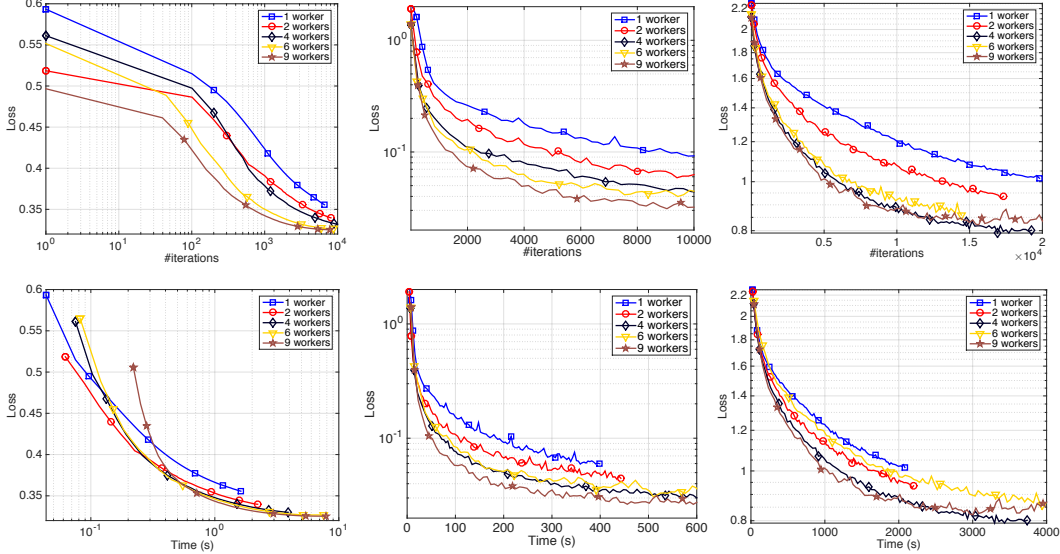 0.6
0.55
0.5
0.45
0.4
0.35
Loss
10^0
10^1
10^2
10^3
10^4
#iterations
1 worker
2 workers
4 workers
6 workers
9 workers
10^0
10^-1
Loss
2000
4000
6000
8000
10000
#iterations
1 worker
2 workers
4 workers
6 workers
9 workers
2.2
2
1.8
1.6
1.4
1.2
1
0.8
Loss
0.5
1
1.5
2
× 10^4
#iterations
1 worker
2 workers
4 workers
6 workers
9 workers
0.6
0.55
0.5
0.45
0.4
0.35
Loss
10^-1
10^0
10^1
Time (s)
1 worker
2 workers
4 workers
6 workers
9 workers
10^0
10^-1
Loss
0
100
200
300
400
500
600
Time (s)
1 worker
2 workers
4 workers
6 workers
9 workers
2.2
2
1.8
1.6
1.4
1.2
1
0.8
Loss
0
1000
2000
3000
4000
Time (s)
1 worker
2 workers
4 workers
6 workers
9 workers